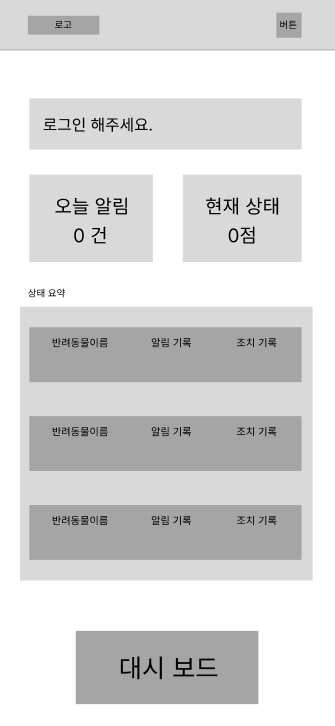 로고
버튼
로그인 해주세요.
오늘 알림
0 건
현재 상태
0점
상태 요약
반려동물이름 알림 기록 조치 기록
반려동물이름 알림 기록 조치 기록
반려동물이름 알림 기록 조치 기록
대시 보드